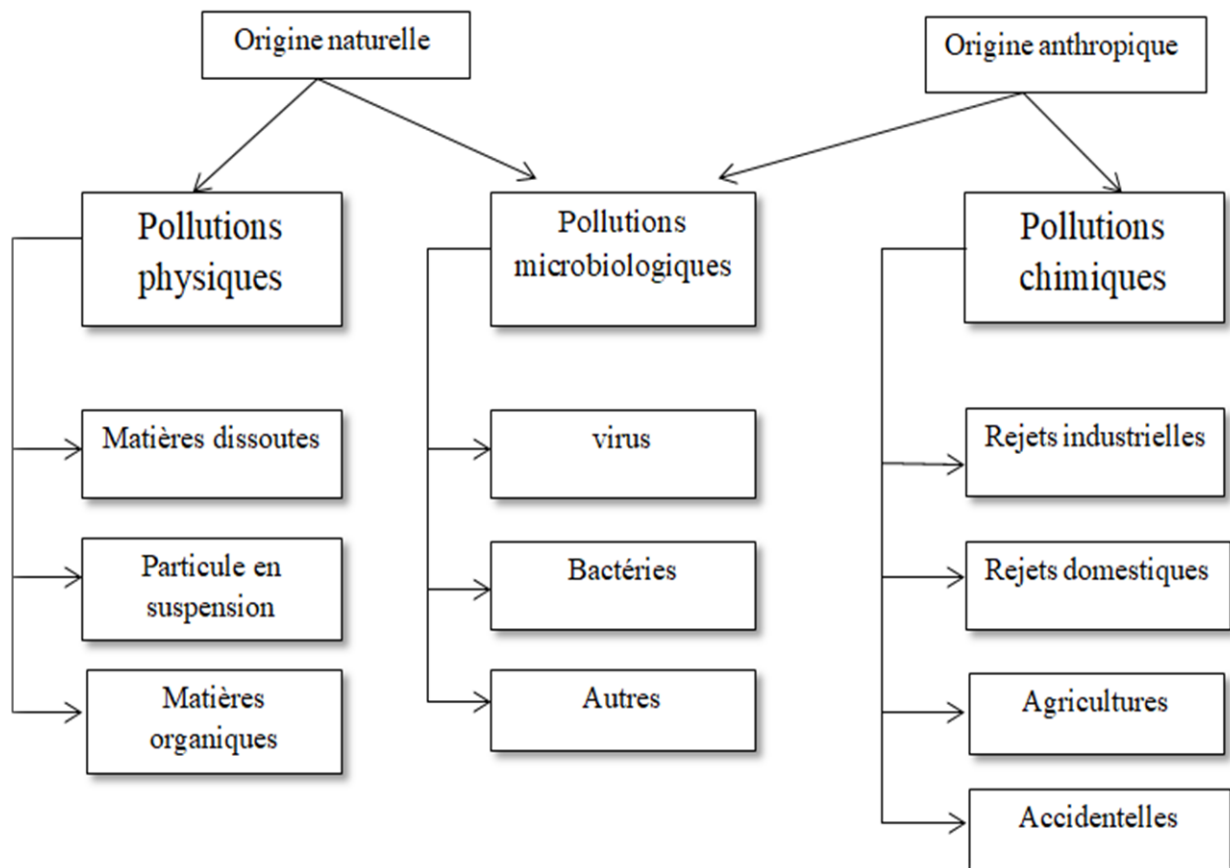 Origine naturelle
Origine anthropique
Pollutions
physiques
Pollutions
microbiologiques
Pollutions
chimiques
Matières dissoutes
Particule en
suspension
Matières
organiques
virus
Bactéries
Autres
Rejets industrielles
Rejets domestiques
Agricultures
Accidentelles